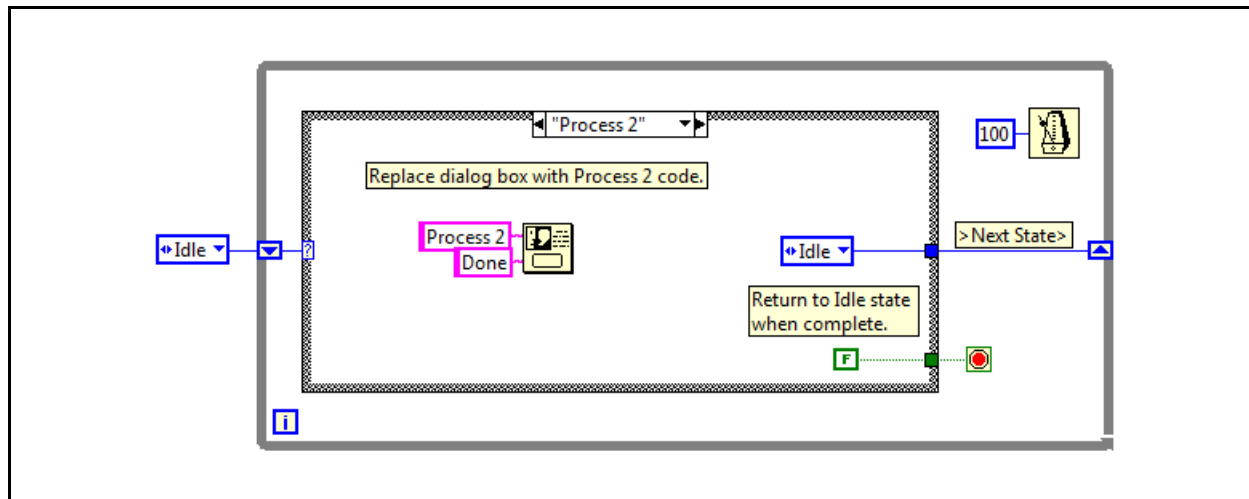 "Process 2"
100
Replace dialog box with Process 2 code.
Process 2
Done
Idle
?
Idle
>Next State>
Return to Idle state
when complete.
F
i